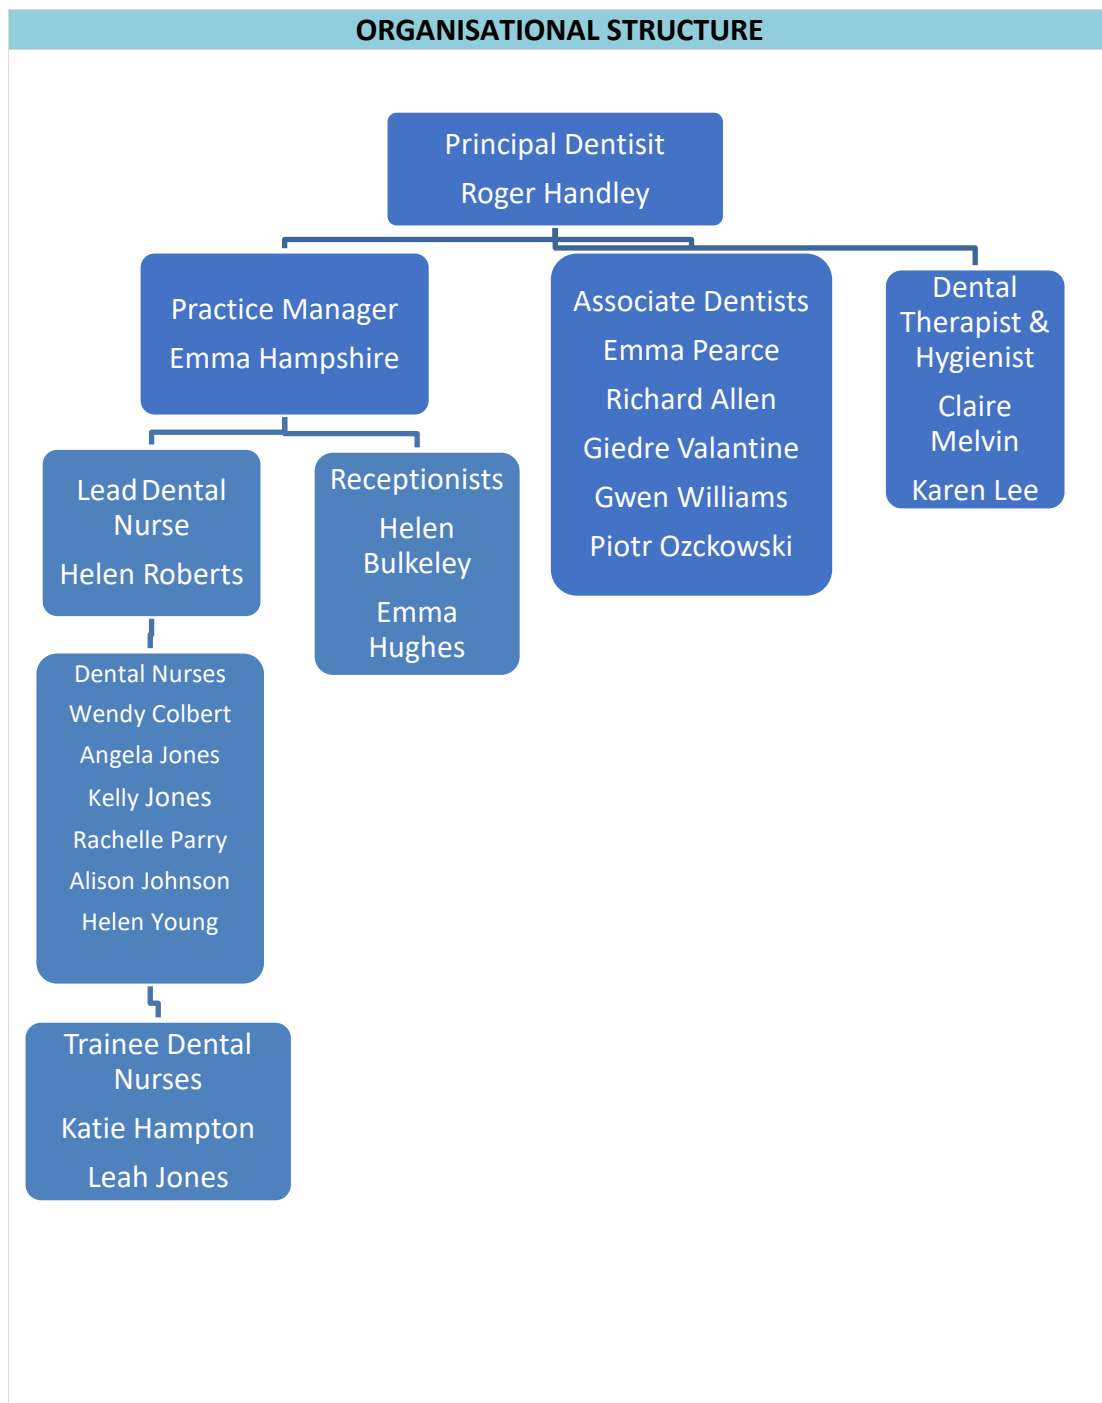 ORGANISATIONAL STRUCTURE
Principal Dentisit
Roger Handley
Practice Manager
Emma Hampshire
Associate Dentists
Emma Pearce
Richard Allen
Giedre Valantine
Gwen Williams
Piotr Ozckowski
Dental
Therapist &
Hygienist
Claire
Melvin
Karen Lee
Lead Dental
Nurse
Helen Roberts
Receptionists
Helen
Bulkeley
Emma
Hughes
Dental Nurses
Wendy Colbert
Angela Jones
Kelly Jones
Rachelle Parry
Alison Johnson
Helen Young
Trainee Dental
Nurses
Katie Hampton
Leah Jones